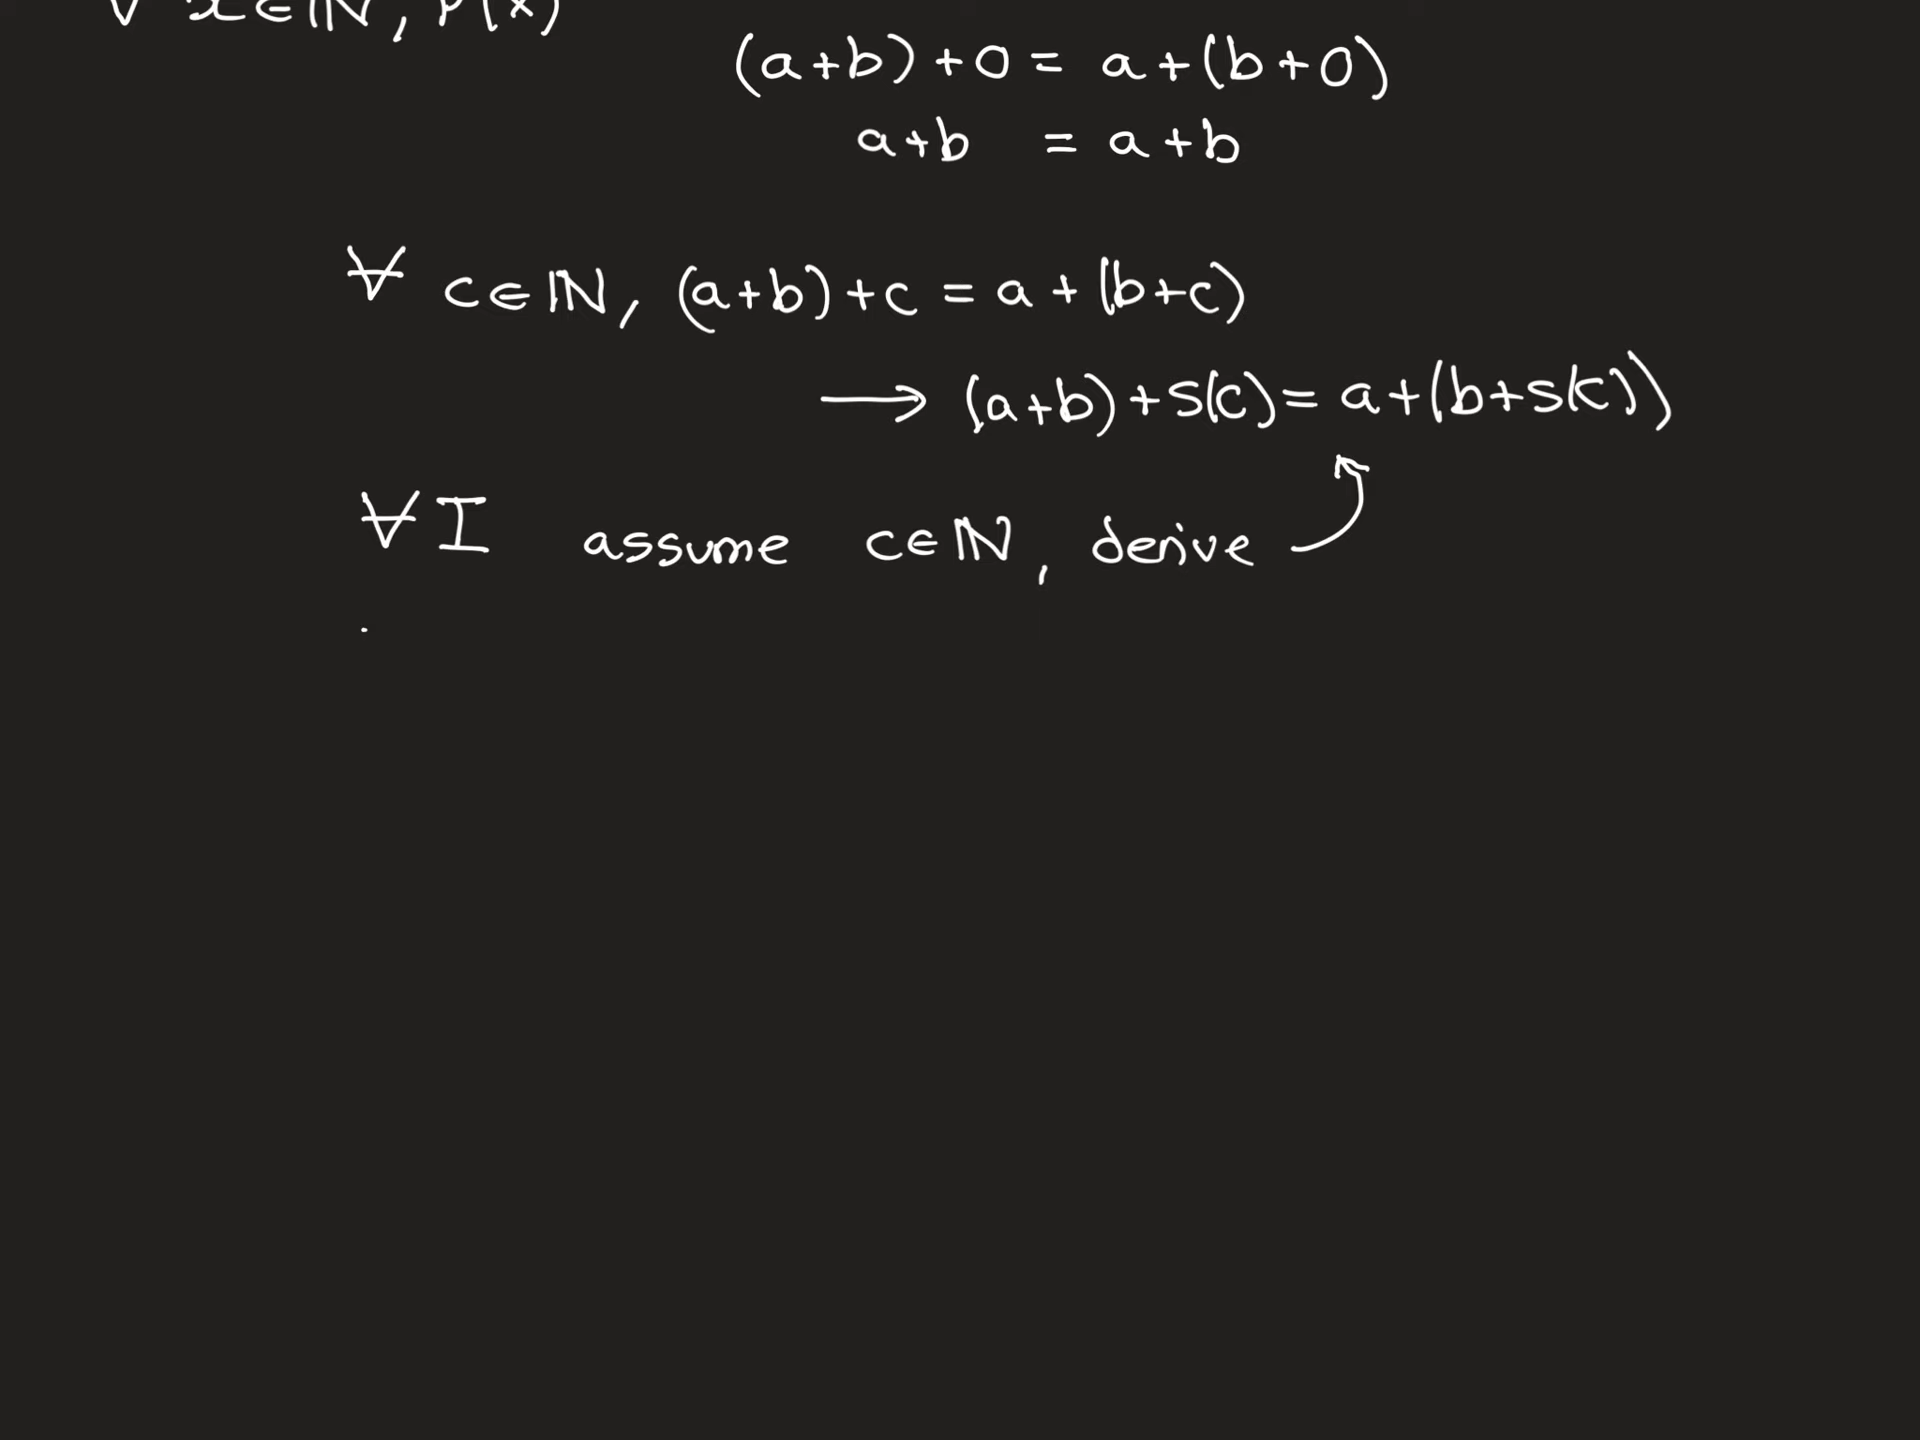 ∀ x∈ℕ, P(x)
(a+b)+0 = a+(b+0)
a+b = a+b
∀ c∈ℕ, (a+b)+c = a+(b+c)
→ (a+b)+S(c) = a+(b+S(c))
∀I assume c∈ℕ, derive